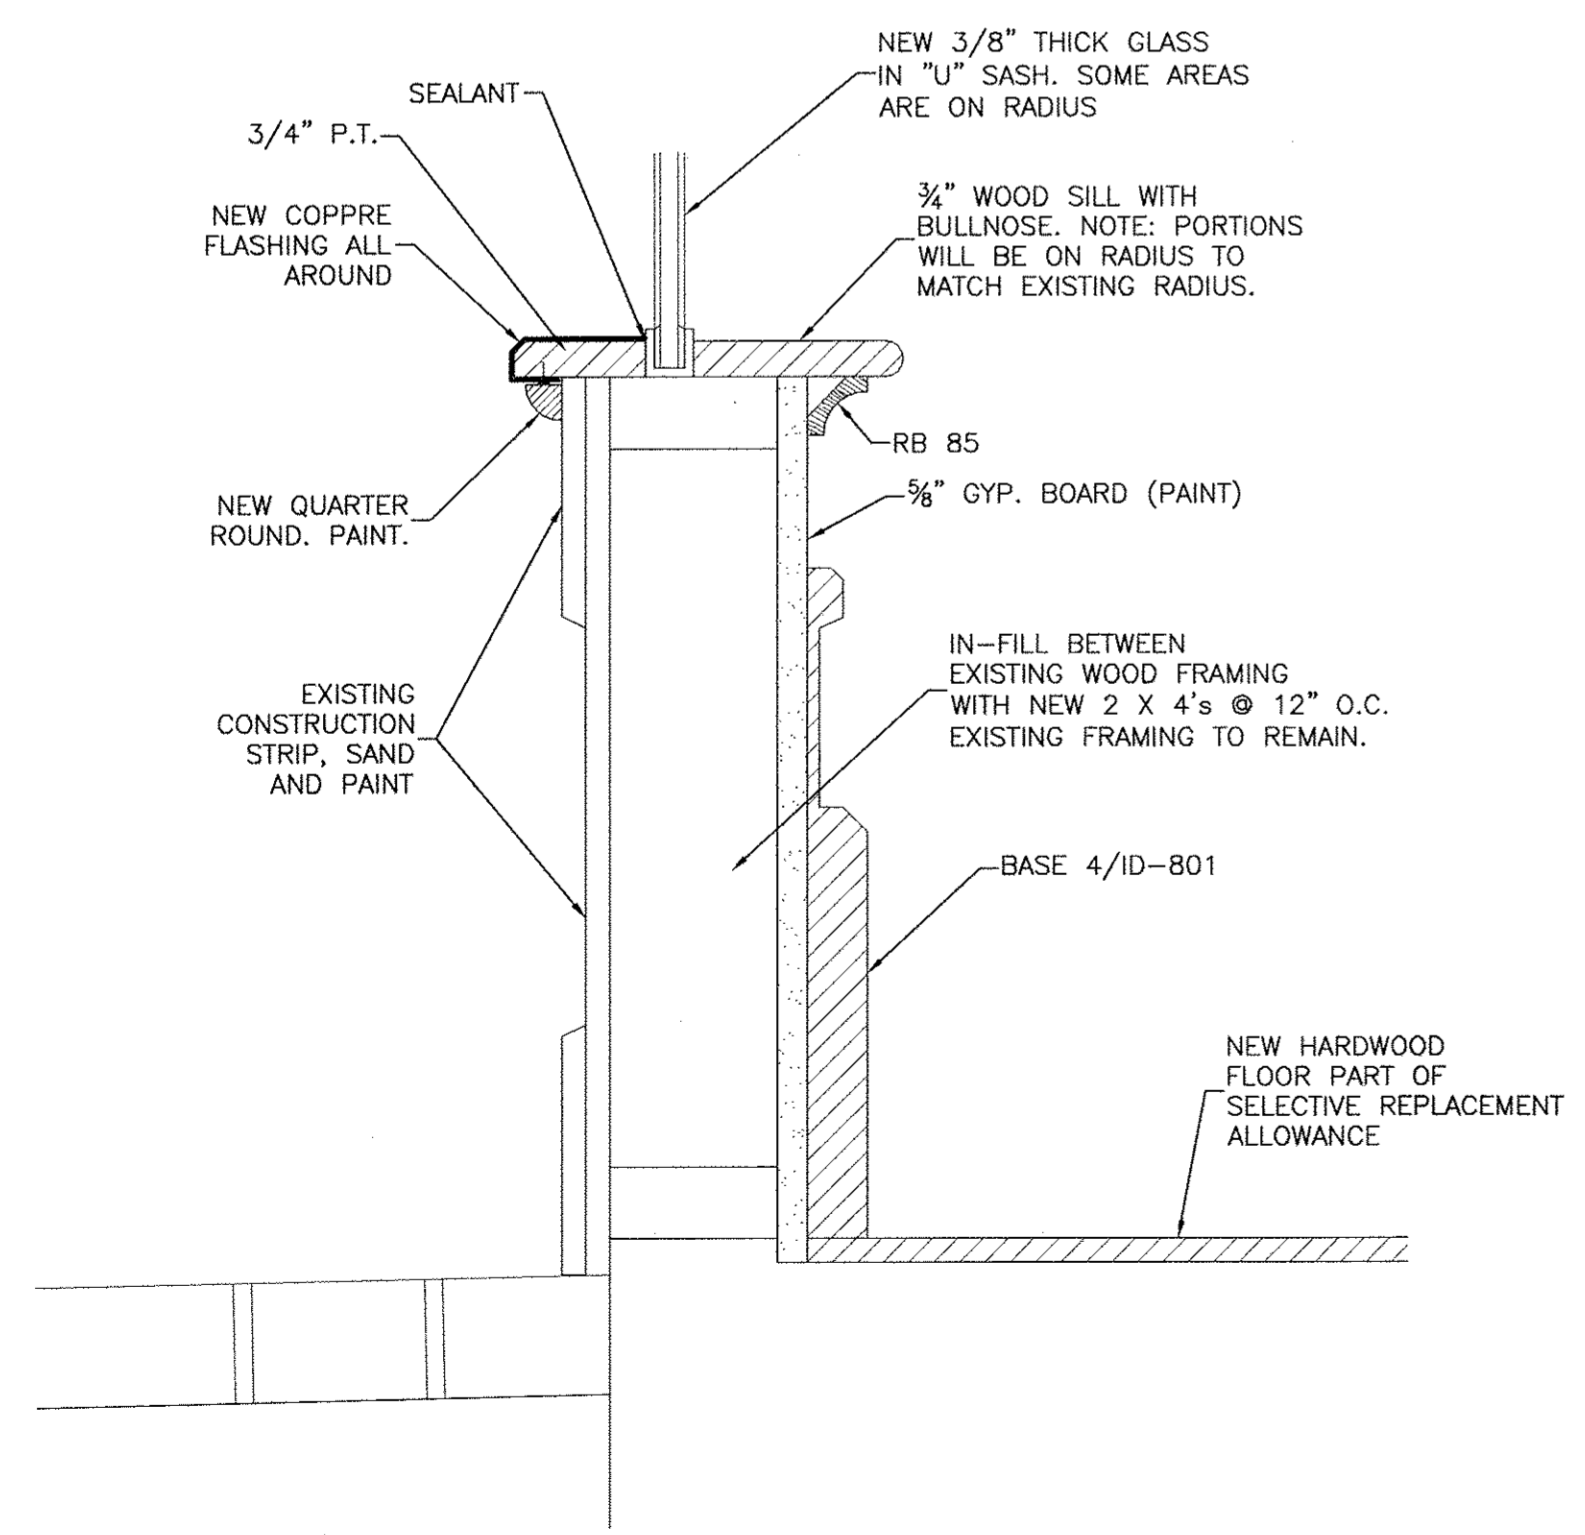 NEW 3/8” THICK GLASS
IN ”U” SASH. SOME AREAS
ARE ON RADIUS
SEALANT
3/4” P.T.
NEW COPPRE
FLASHING ALL
AROUND
¾” WOOD SILL WITH
BULLNOSE. NOTE: PORTIONS
WILL BE ON RADIUS TO
MATCH EXISTING RADIUS.
RB 85
⅝” GYP. BOARD (PAINT)
NEW QUARTER
ROUND. PAINT.
IN-FILL BETWEEN
EXISTING WOOD FRAMING
WITH NEW 2 X 4's @ 12” O.C.
EXISTING FRAMING TO REMAIN.
EXISTING
CONSTRUCTION
STRIP, SAND
AND PAINT
BASE 4/ID-801
NEW HARDWOOD
FLOOR PART OF
SELECTIVE REPLACEMENT
ALLOWANCE